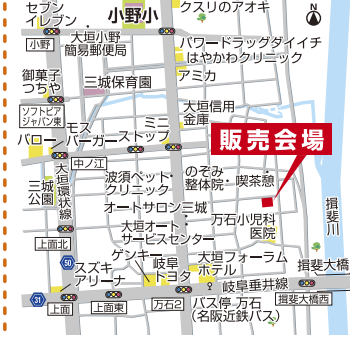 セブン
イレブン
小野小
クスリのアオキ
N
小野
大垣小野
簡易郵便局
パワードラッグダイイチ
はやかわクリニック
御菓子
つちや
三城保育園
アミカ
ソフトピア
ジャパン東
大垣信用
金庫
モス
バーガー
ミニ
ストップ
バロー
販売会場
中ノ江
三城
公園
大垣環状線
波須ペット
クリニック
のぞみ
整体院
喫茶憩
オートサロン三城
万石小児科
医院
揖斐川
上面北
大垣オート
サービスセンター
50
ゲンキー
大垣フォーラム
ホテル
揖斐大橋
スズキ
アリーナ
岐阜
トヨタ
岐阜垂井線
31
上面
上面東
万石2
バス停 万石
(名阪近鉄バス)
揖斐大橋西